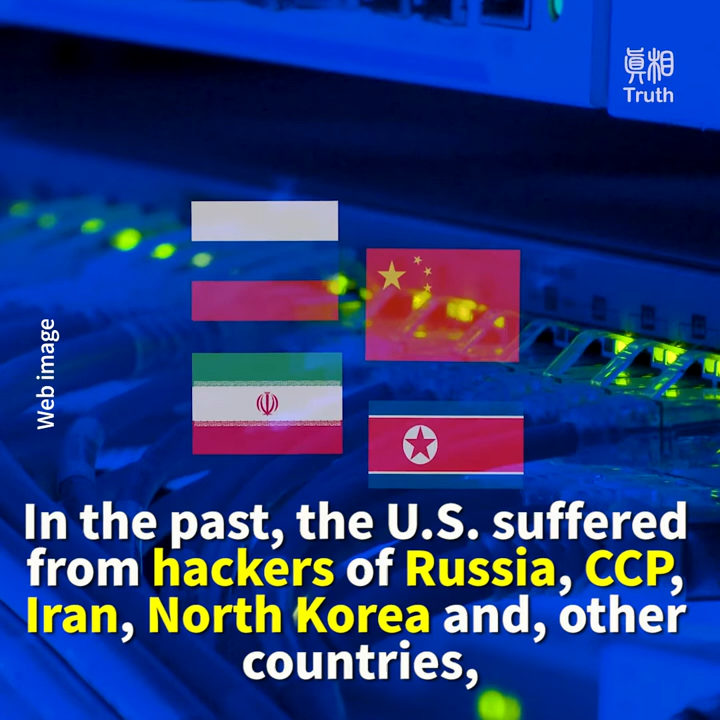 眞相
Truth
Web image
In the past, the U.S. suffered
from hackers of Russia, CCP,
Iran, North Korea and, other
countries,